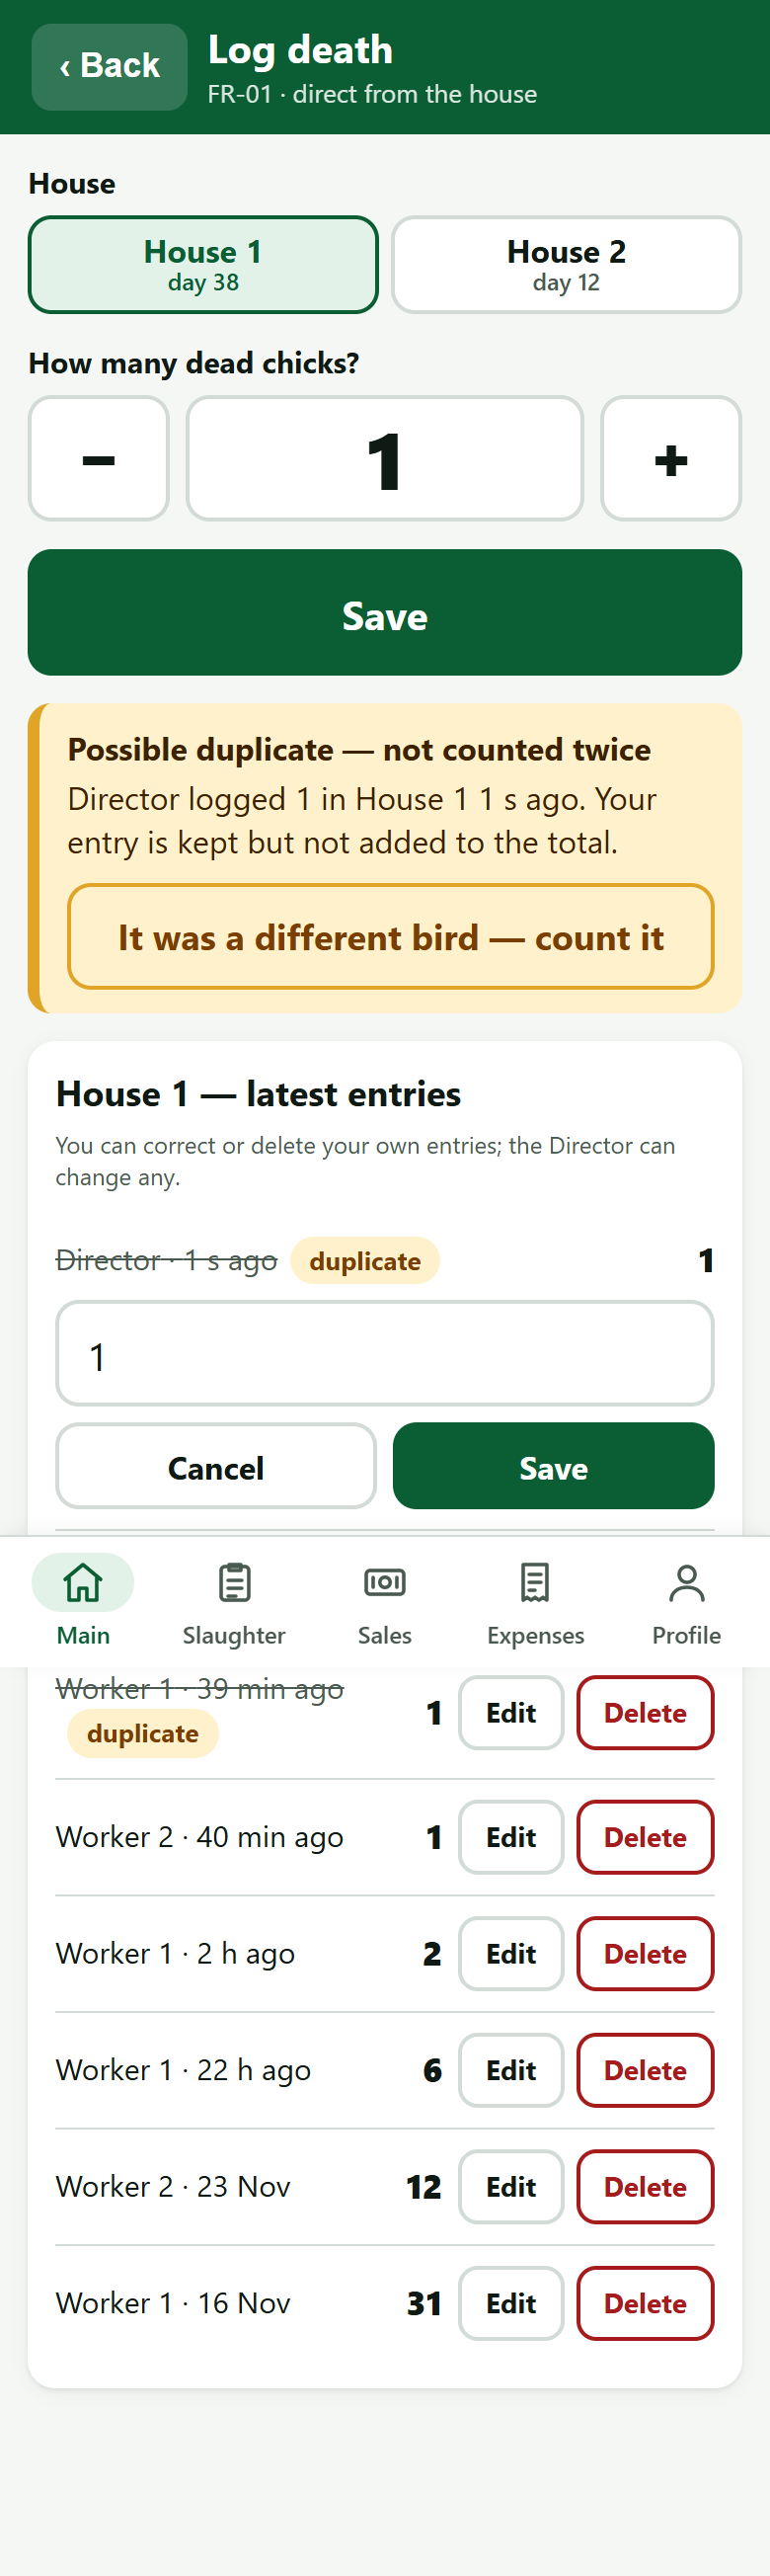 ‹ Back
Log death
FR-01 · direct from the house
House
House 1
day 38
House 2
day 12
How many dead chicks?
−
1
+
Save
Possible duplicate — not counted twice
Director logged 1 in House 1 1 s ago. Your
entry is kept but not added to the total.
It was a different bird — count it
House 1 — latest entries
You can correct or delete your own entries; the Director can
change any.
Director · 1 s ago duplicate 1
1
Cancel
Save
Main
Slaughter
Sales
Expenses
Profile
Worker 1 · 39 min ago
duplicate
1 Edit Delete
Worker 2 · 40 min ago 1 Edit Delete
Worker 1 · 2 h ago 2 Edit Delete
Worker 1 · 22 h ago 6 Edit Delete
Worker 2 · 23 Nov 12 Edit Delete
Worker 1 · 16 Nov 31 Edit Delete